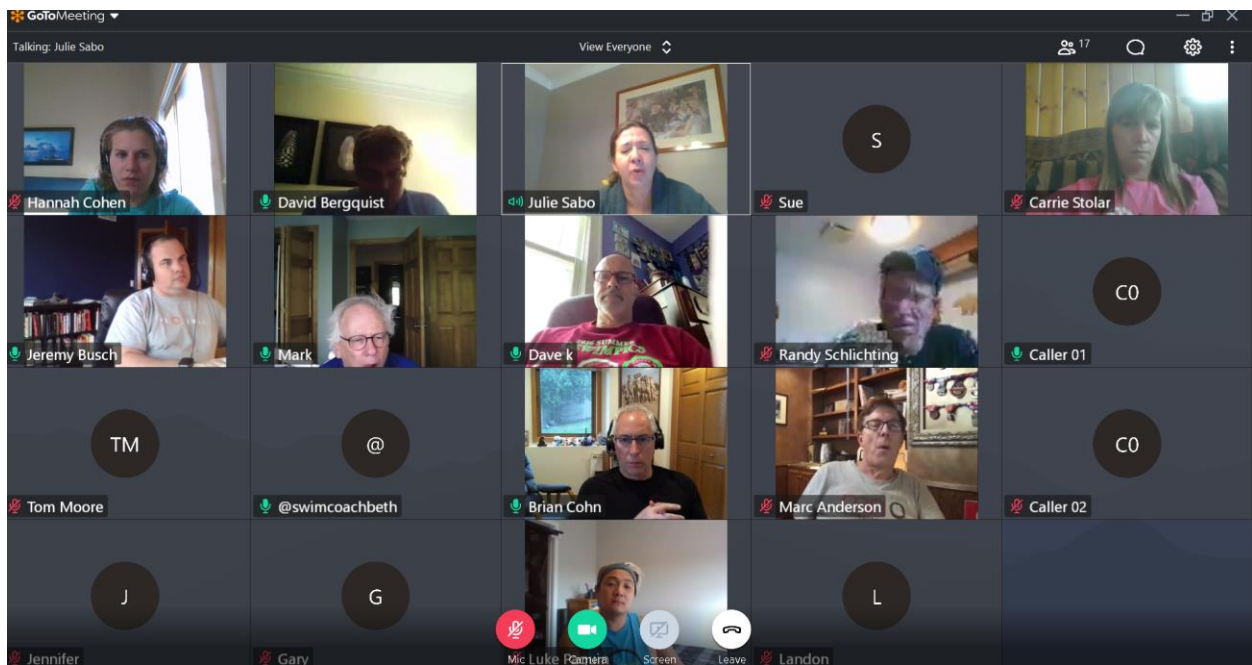 GoToMeeting
Talking: Julie Sabo
View Everyone
17
Hannah Cohen
David Bergquist
Julie Sabo
S
Sue
Carrie Stolar
Jeremy Busch
Mark
Dave k
Randy Schlichting
C0
Caller 01
TM
Tom Moore
@
@swimcoachbeth
Brian Cohn
Marc Anderson
C0
Caller 02
J
Jennifer
G
Gary
Mic
Luke
Camera
Screen
Leave
L
Landon